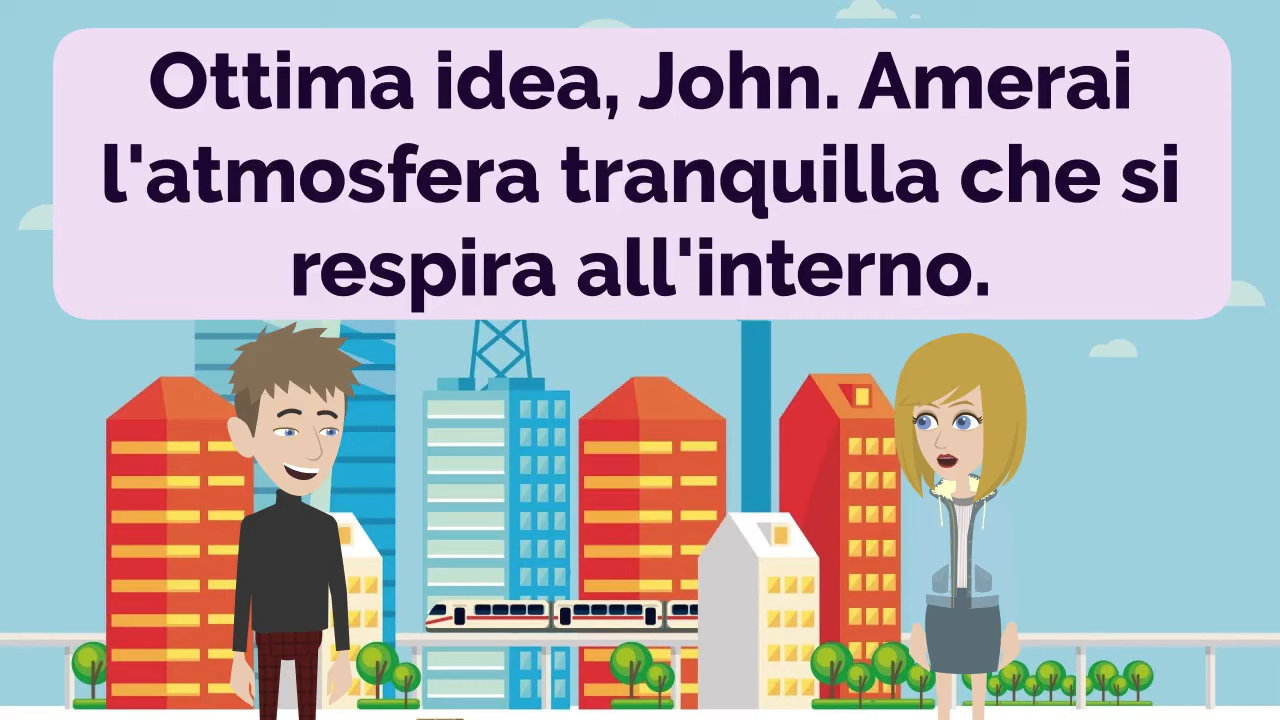 Ottima idea, John. Amerai
l'atmosfera tranquilla che si
respira all'interno.